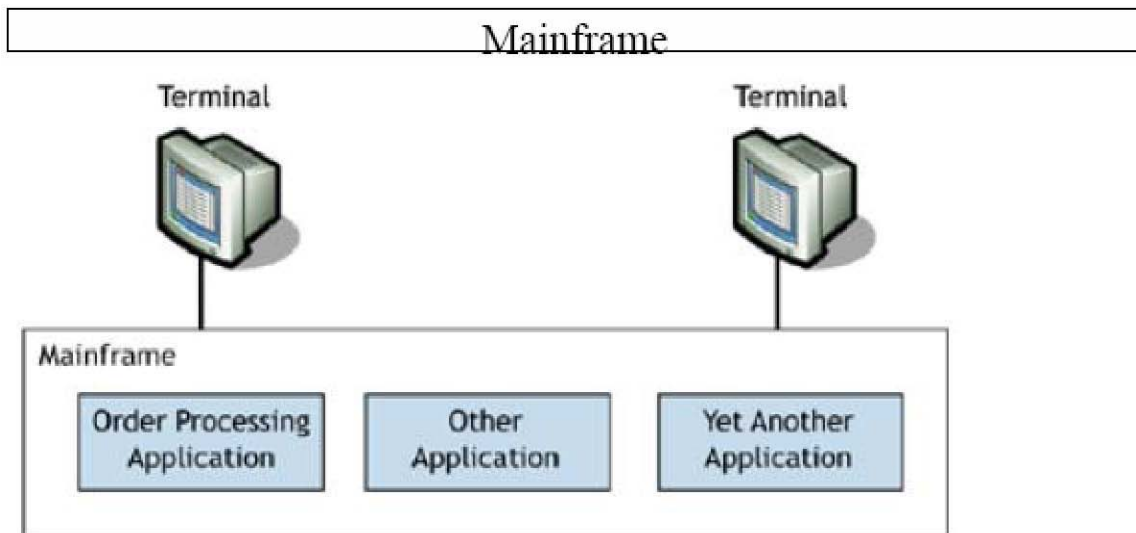 Mainframe
Terminal
Terminal
Mainframe
Order Processing
Application
Other
Application
Yet Another
Application